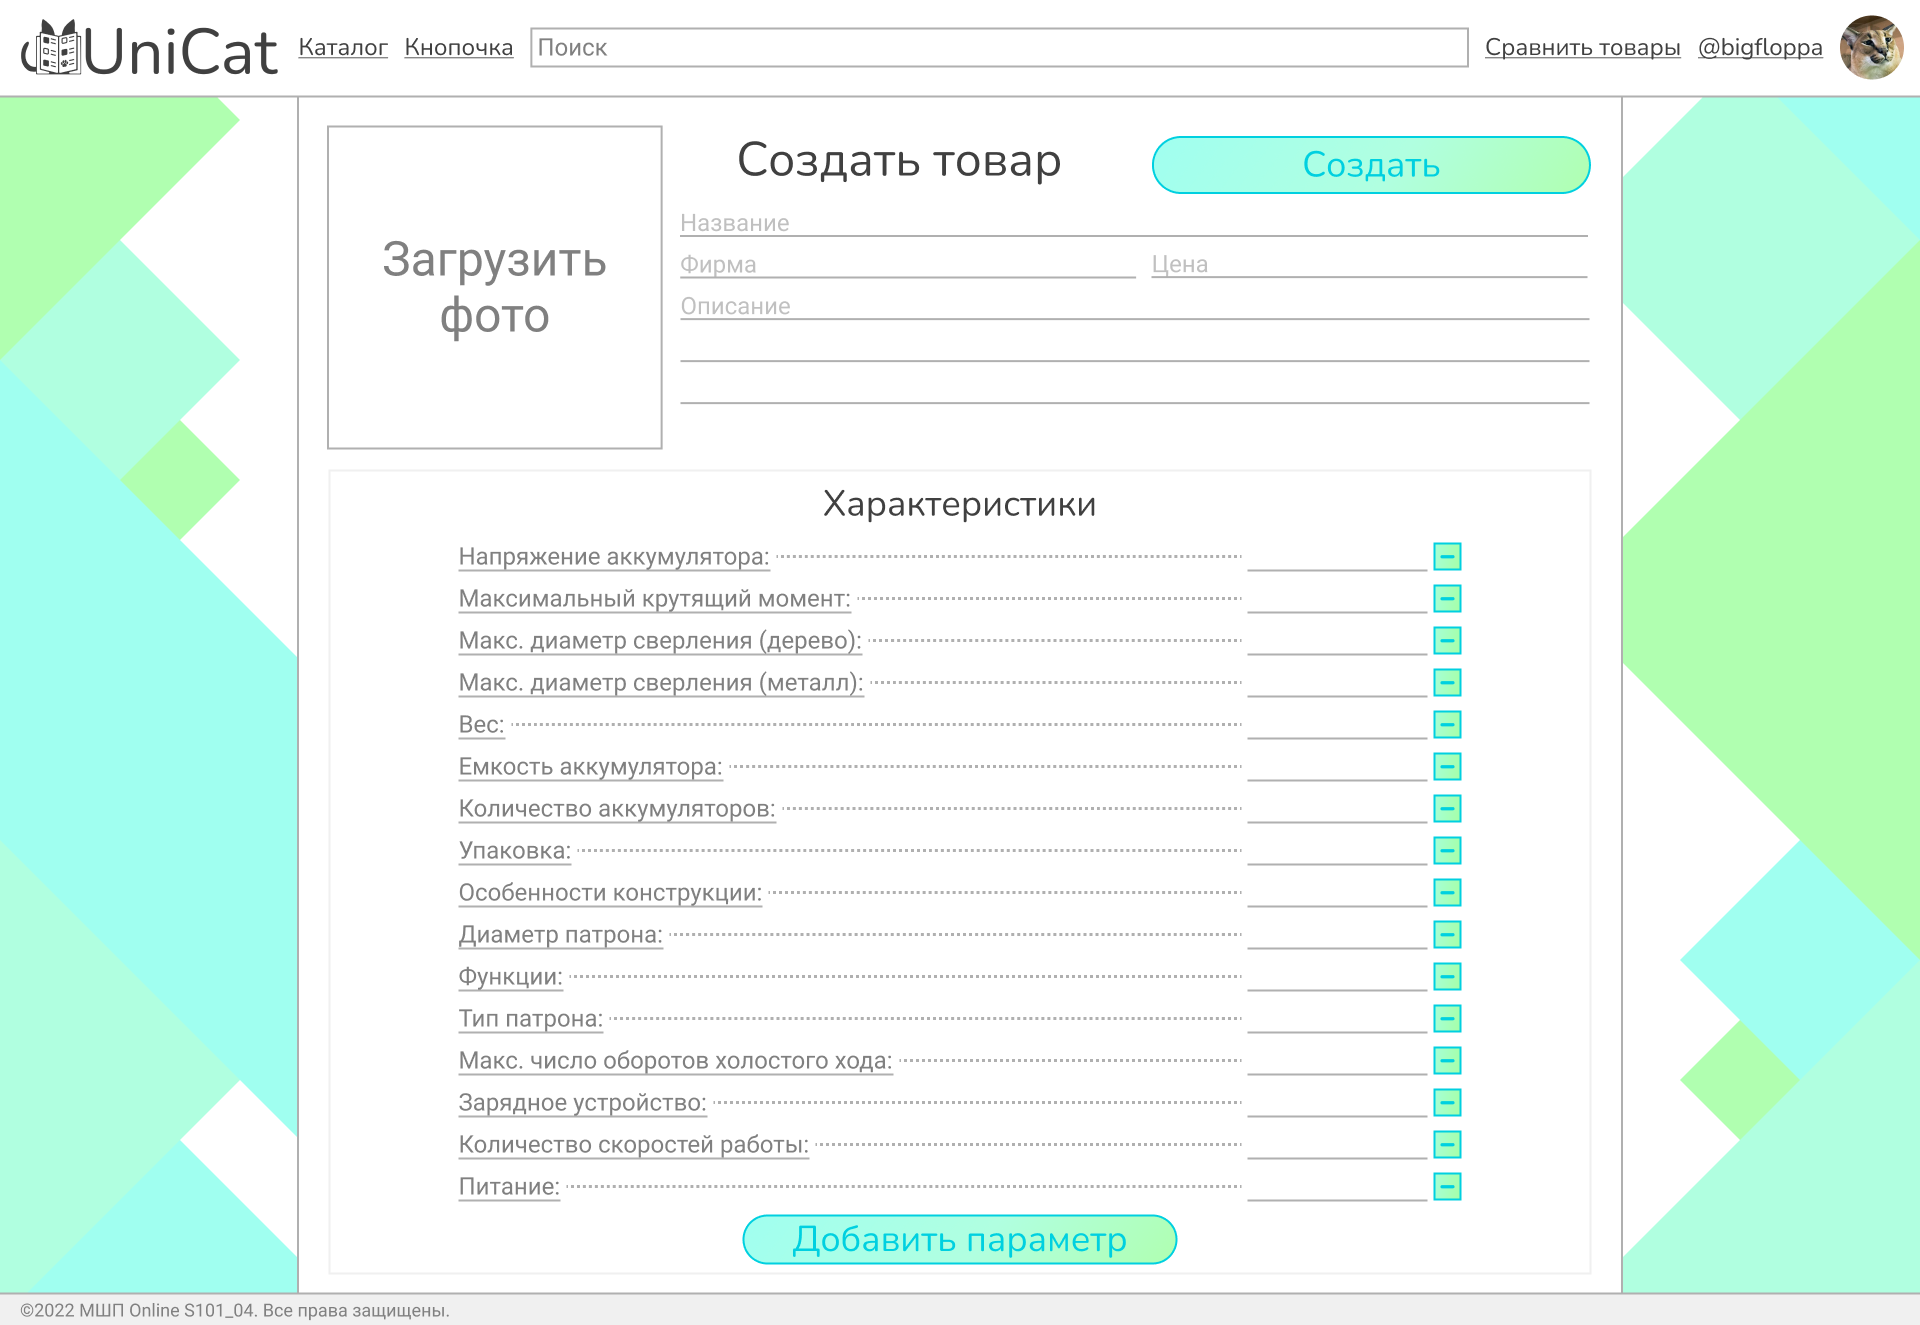 UniCat Каталог Кнопочка Поиск Сравнить товары @bigfloppa
Загрузить
фото
Создать товар
Создать
Название
Фирма Цена
Описание
Характеристики
Напряжение аккумулятора:
Максимальный крутящий момент:
Макс. диаметр сверления (дерево):
Макс. диаметр сверления (металл):
Вес:
Емкость аккумулятора:
Количество аккумуляторов:
Упаковка:
Особенности конструкции:
Диаметр патрона:
Функции:
Тип патрона:
Макс. число оборотов холостого хода:
Зарядное устройство:
Количество скоростей работы:
Питание:
Добавить параметр
©2022 МШП Online S101_04. Все права защищены.